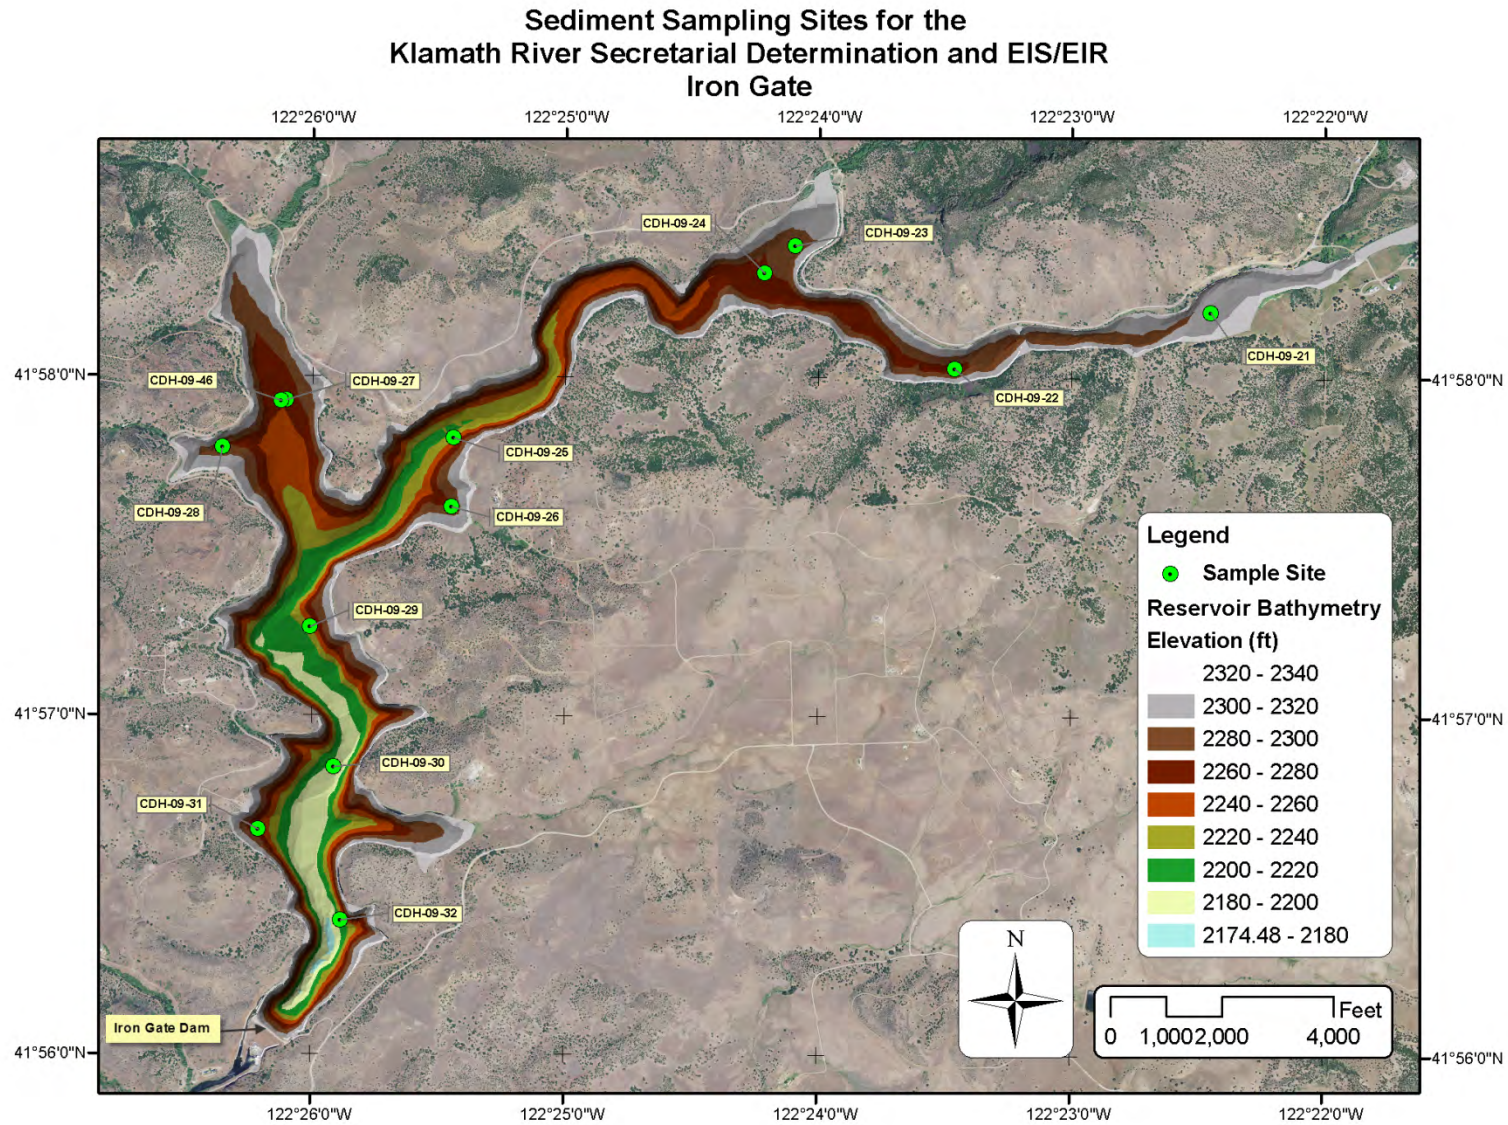 Sediment Sampling Sites for the
Klamath River Secretarial Determination and EIS/EIR
Iron Gate
122°26'0"W 122°25'0"W 122°24'0"W 122°23'0"W 122°22'0"W
CDH-09-24
CDH-09-23
41°58'0"N
41°58'0"N
CDH-09-21
CDH-09-46
CDH-09-27
CDH-09-22
CDH-09-25
CDH-09-28
CDH-09-26
CDH-09-29
41°57'0"N
41°57'0"N
CDH-09-30
CDH-09-31
CDH-09-32
Iron Gate Dam
41°56'0"N
41°56'0"N
Legend
Sample Site
Reservoir Bathymetry
Elevation (ft)
2320 - 2340
2300 - 2320
2280 - 2300
2260 - 2280
2240 - 2260
2220 - 2240
2200 - 2220
2180 - 2200
2174.48 - 2180
N
Feet
0 1,000 2,000 4,000
122°26'0"W 122°25'0"W 122°24'0"W 122°23'0"W 122°22'0"W